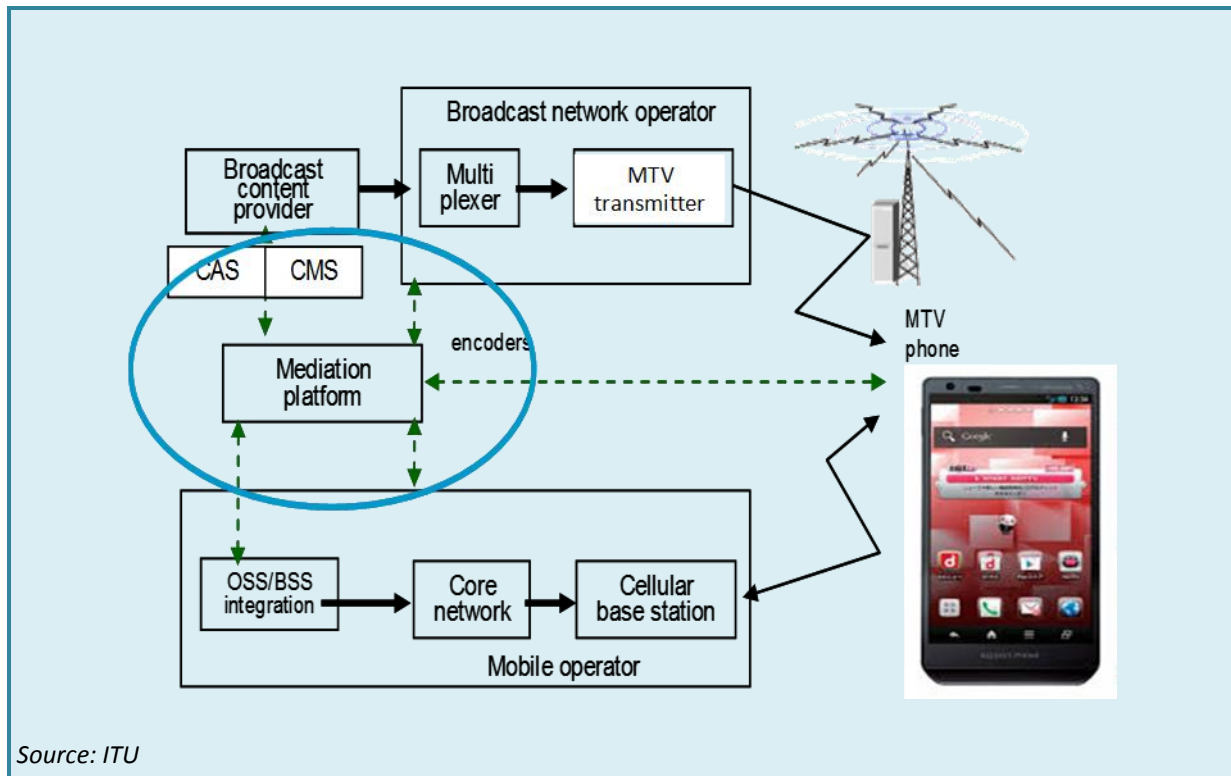 Broadcast network operator
Broadcast
content
provider
Multi
plexer
MTV
transmitter
CAS
CMS
encoders
MTV
phone
Mediation
platform
Google
OSS/BSS
integration
Core
network
Cellular
base station
Mobile operator
Source: ITU